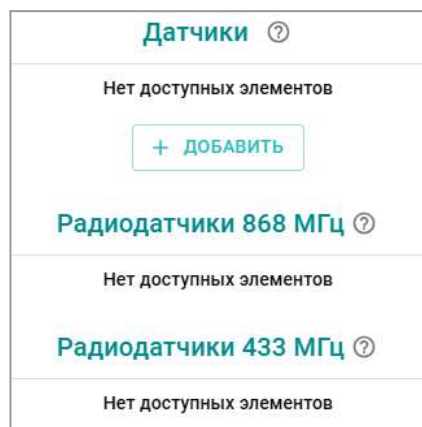 Датчики
Нет доступных элементов
+ ДОБАВИТЬ
Радиодатчики 868 МГц
Нет доступных элементов
Радиодатчики 433 МГц
Нет доступных элементов